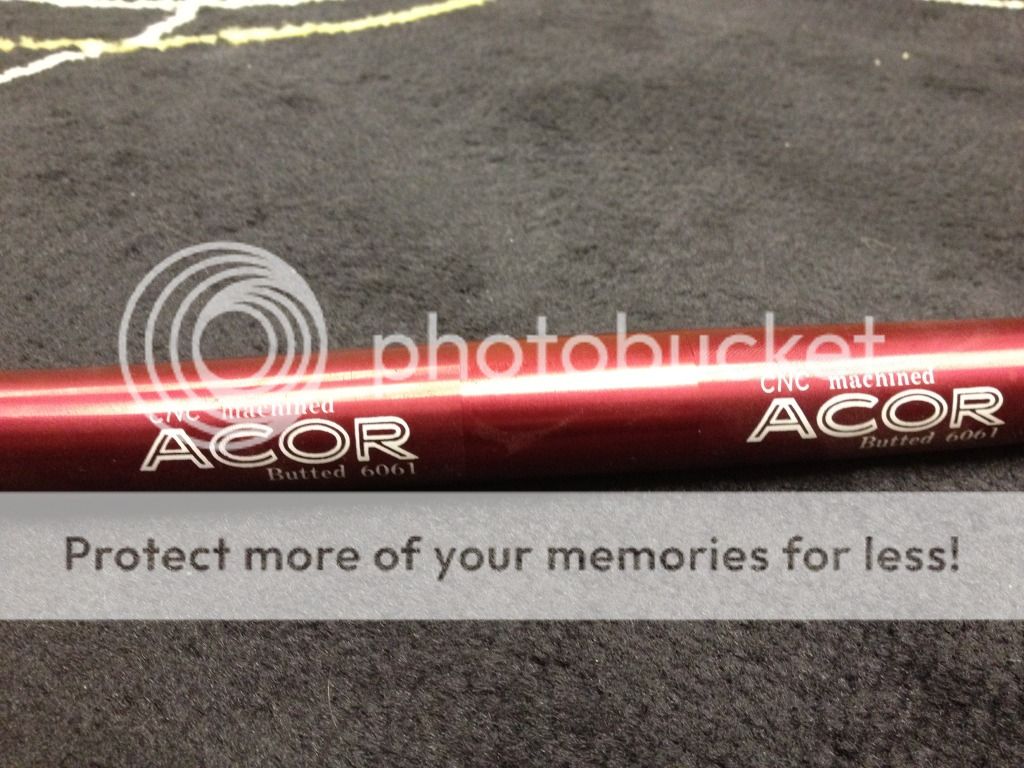 photobucket
CNC machined
ACOR
Butted 6061
CNC machined
ACOR
Butted 6061
Protect more of your memories for less!